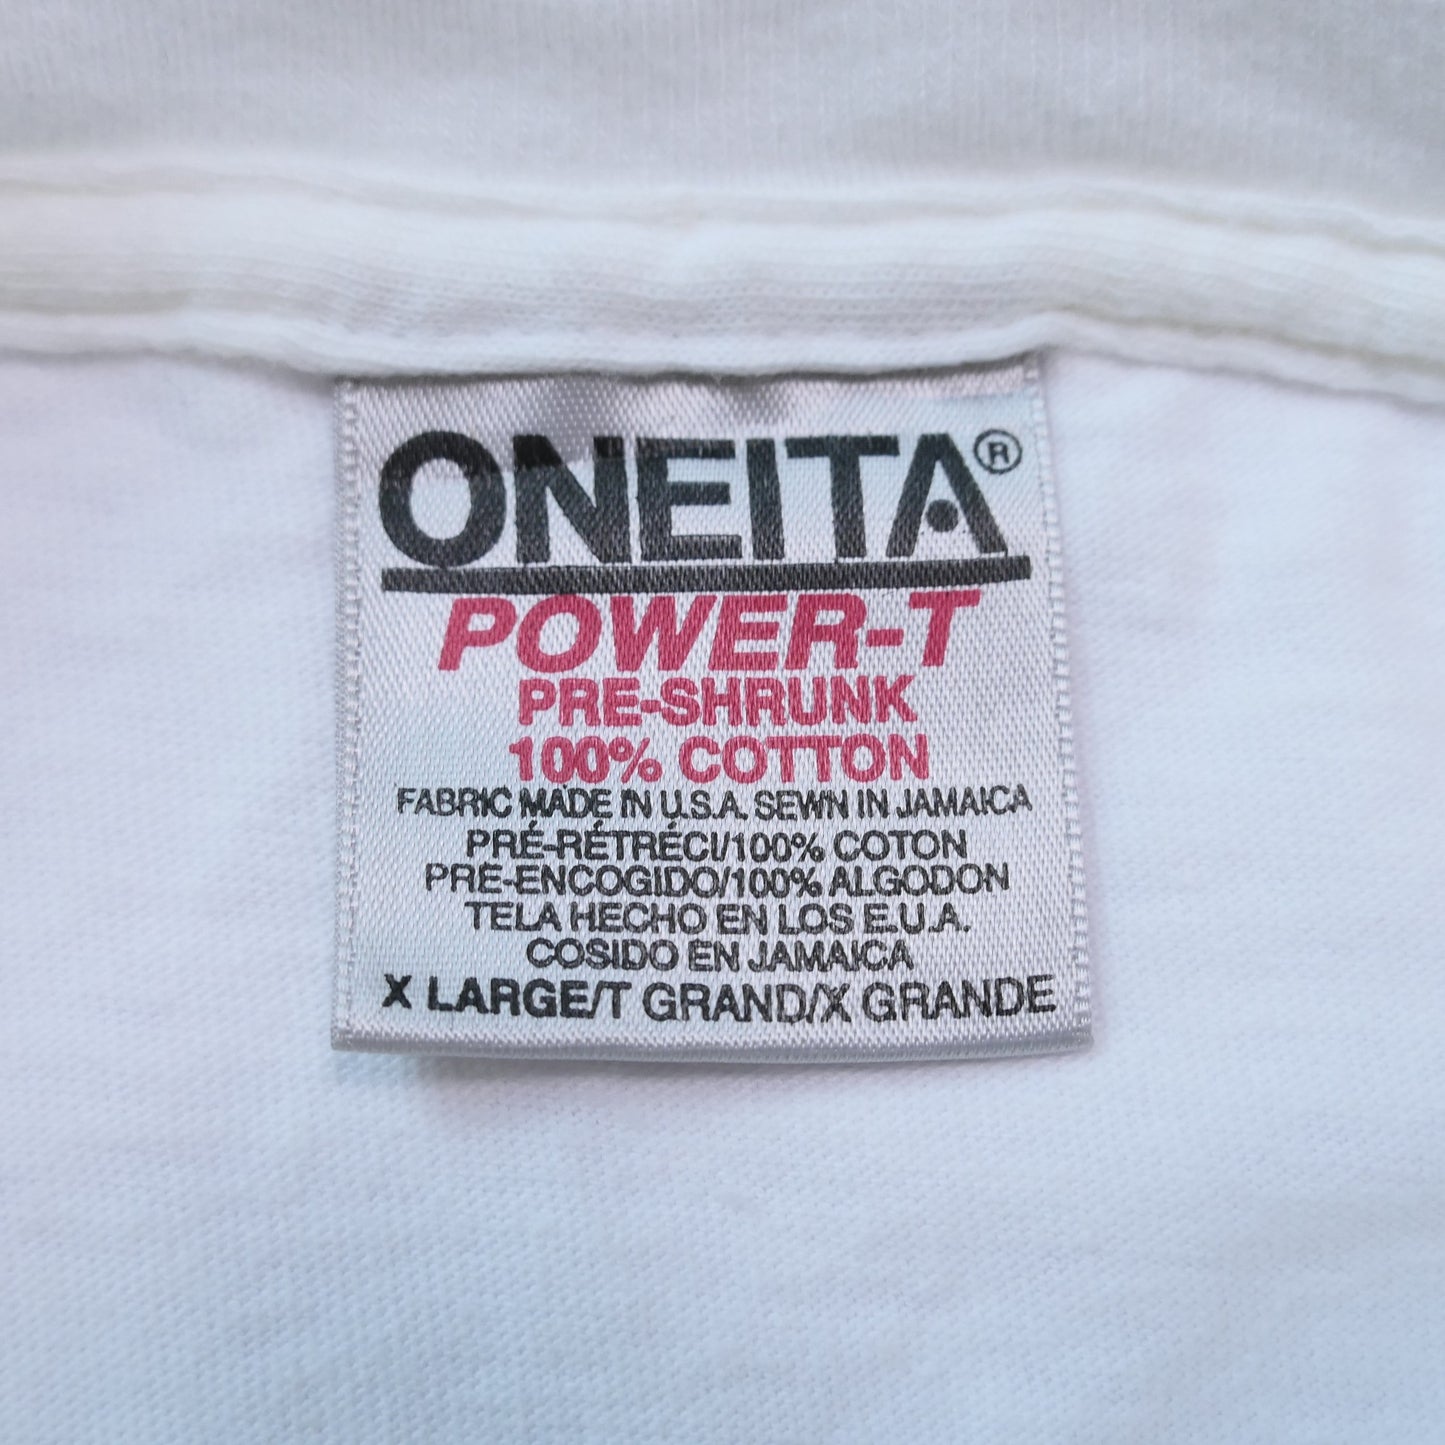 ONEITA®
POWER-T
PRE-SHRUNK
100% COTTON
FABRIC MADE IN U.S.A. SEWN IN JAMAICA
PRÉ-RÉTRÉCI/100% COTON
PRE-ENCOGIDO/100% ALGODON
TELA HECHO EN LOS E.U.A.
COSIDO EN JAMAICA
X LARGE/T GRAND/X GRANDE